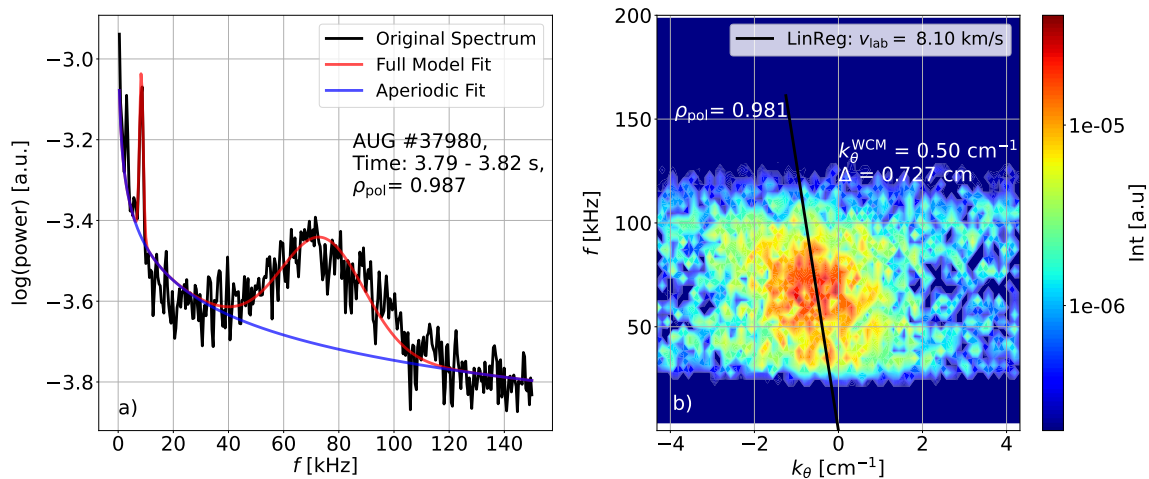 Original Spectrum
Full Model Fit
Aperiodic Fit
AUG #37980,
Time: 3.79 - 3.82 s,
ρpol= 0.987
log(power) [a.u.]
−3.0
−3.2
−3.4
−3.6
−3.8
a)
0 20 40 60 80 100 120 140
f [kHz]
LinReg: vlab = 8.10 km/s
ρpol= 0.981
kθWCM = 0.50 cm−1
Δ = 0.727 cm
f [kHz]
200
150
100
50
0
b)
−4 −2 0 2 4
kθ [cm−1]
1e-05
1e-06
Int [a.u]